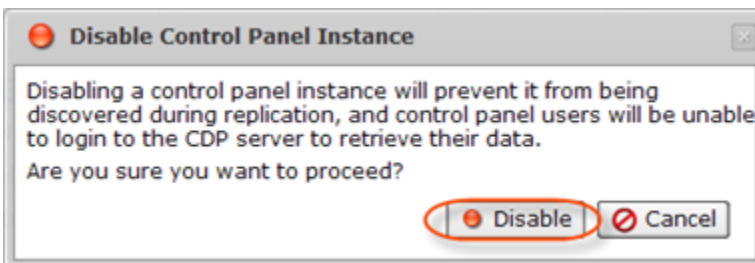 Disable Control Panel Instance
Disabling a control panel instance will prevent it from being
discovered during replication, and control panel users will be unable
to login to the CDP server to retrieve their data.
Are you sure you want to proceed?
Disable Cancel